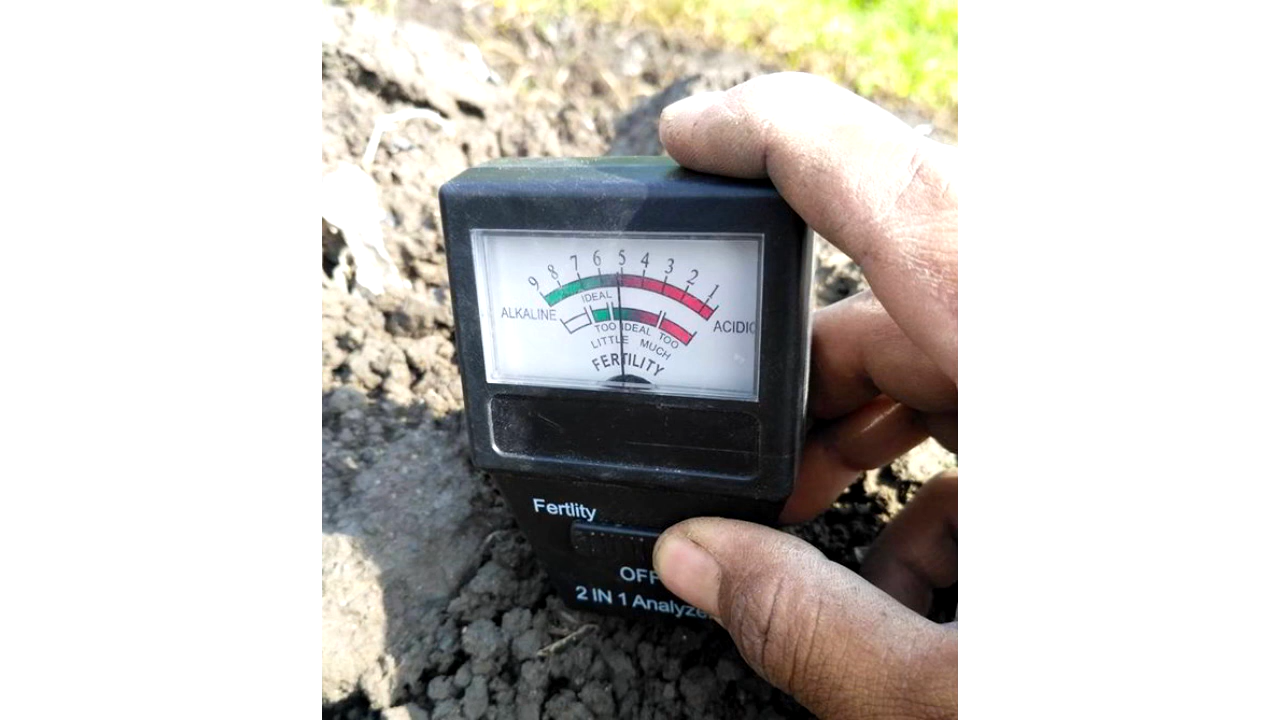 9 8 7 6 5 4 3 2 1
IDEAL
ALKALINE ACIDIC
TOO IDEAL TOO
LITTLE MUCH
FERTILITY
Fertlity
OFF
2 IN 1 Analyze